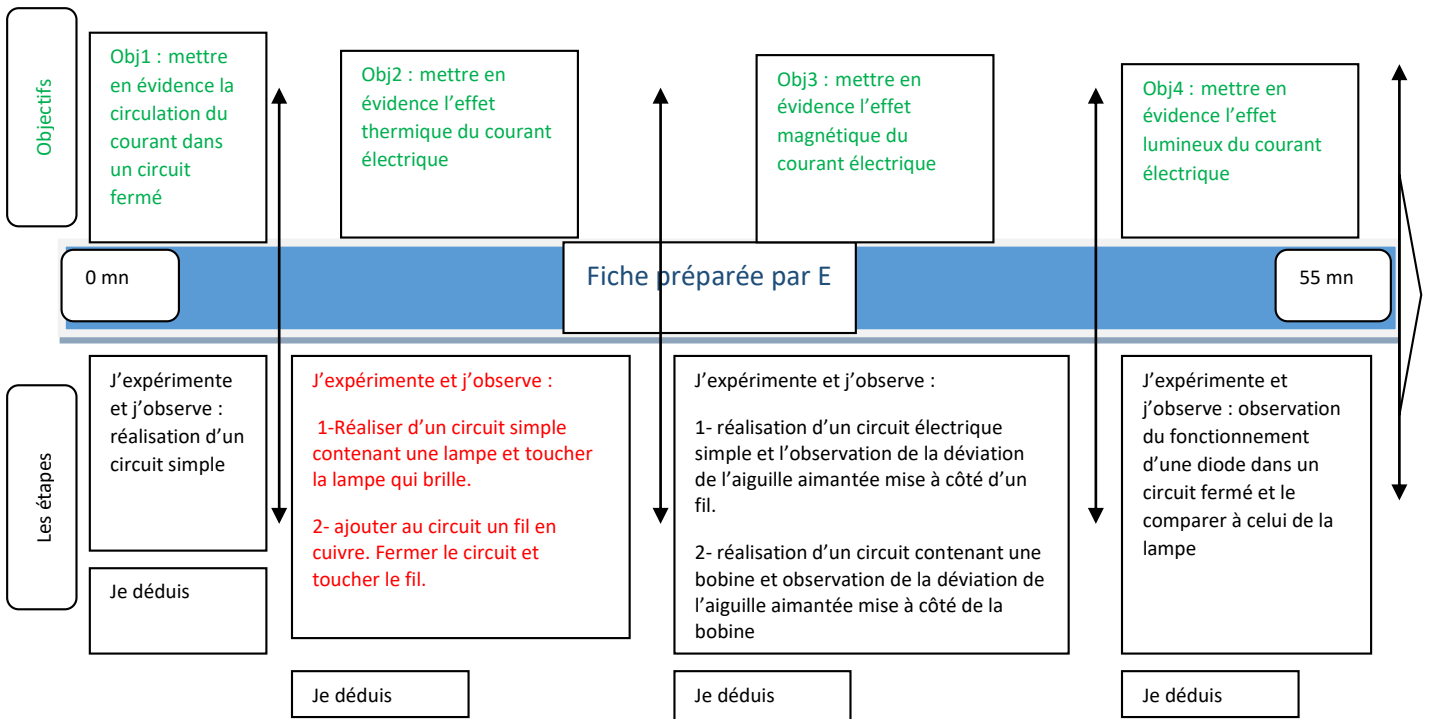 Objectifs
Obj1 : mettre
en évidence la
circulation du
courant dans
un circuit
fermé
Obj2 : mettre en
évidence l’effet
thermique du courant
électrique
Obj3 : mettre en
évidence l’effet
magnétique du
courant électrique
Obj4 : mettre en
évidence l’effet
lumineux du courant
électrique
0 mn
Fiche préparée par E
55 mn
Les étapes
J’expérimente
et j’observe :
réalisation d’un
circuit simple
Je déduis
J’expérimente et j’observe :
1-Réaliser d’un circuit simple
contenant une lampe et toucher
la lampe qui brille.
2- ajouter au circuit un fil en
cuivre. Fermer le circuit et
toucher le fil.
Je déduis
J’expérimente et j’observe :
1- réalisation d’un circuit électrique
simple et l’observation de la déviation
de l’aiguille aimantée mise à côté d’un
fil.
2- réalisation d’un circuit contenant une
bobine et observation de la déviation de
l’aiguille aimantée mise à côté de la
bobine
Je déduis
J’expérimente et
j’observe : observation
du fonctionnement
d’une diode dans un
circuit fermé et le
comparer à celui de la
lampe
Je déduis